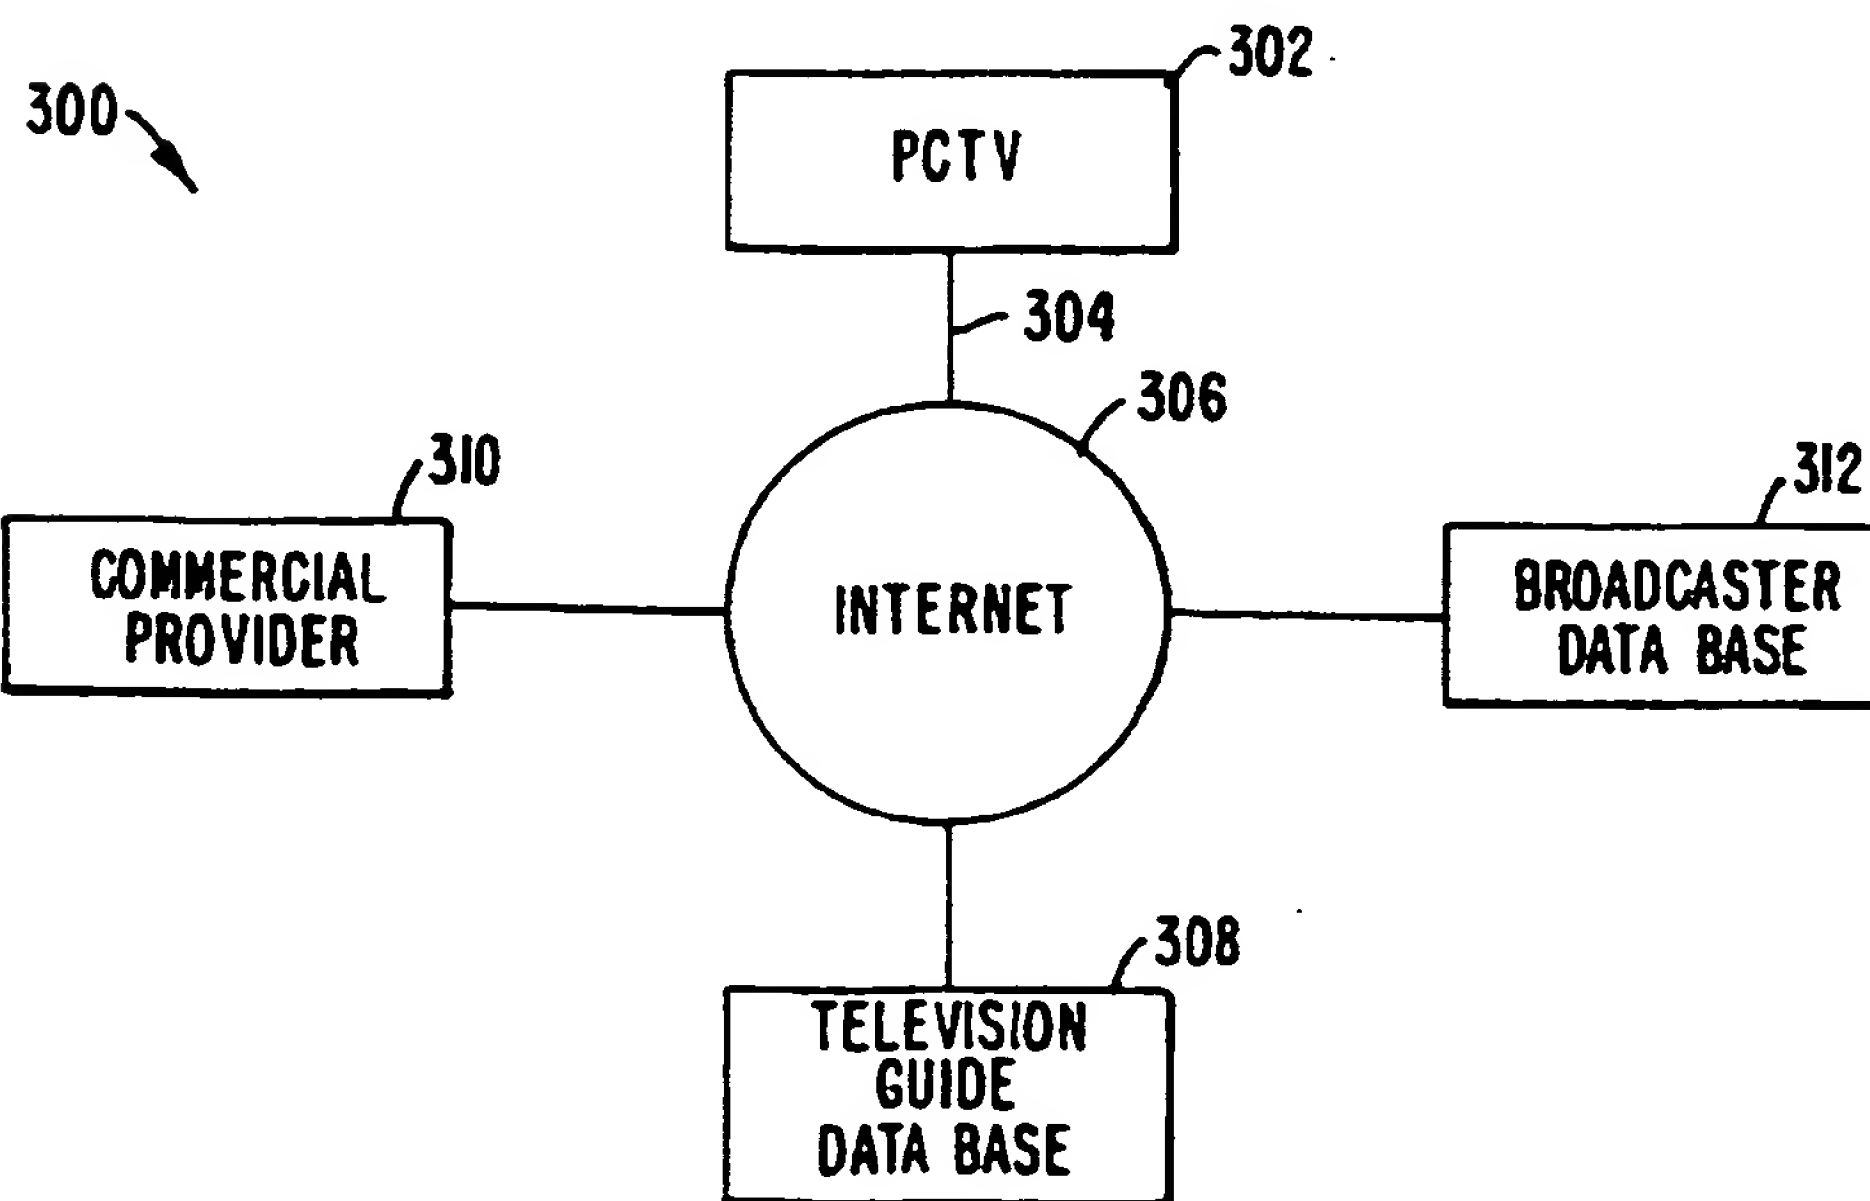 302
300
PCTV
304
306
310
312
COMMERCIAL
PROVIDER
INTERNET
BROADCASTER
DATA BASE
308
TELEVISION
GUIDE
DATA BASE